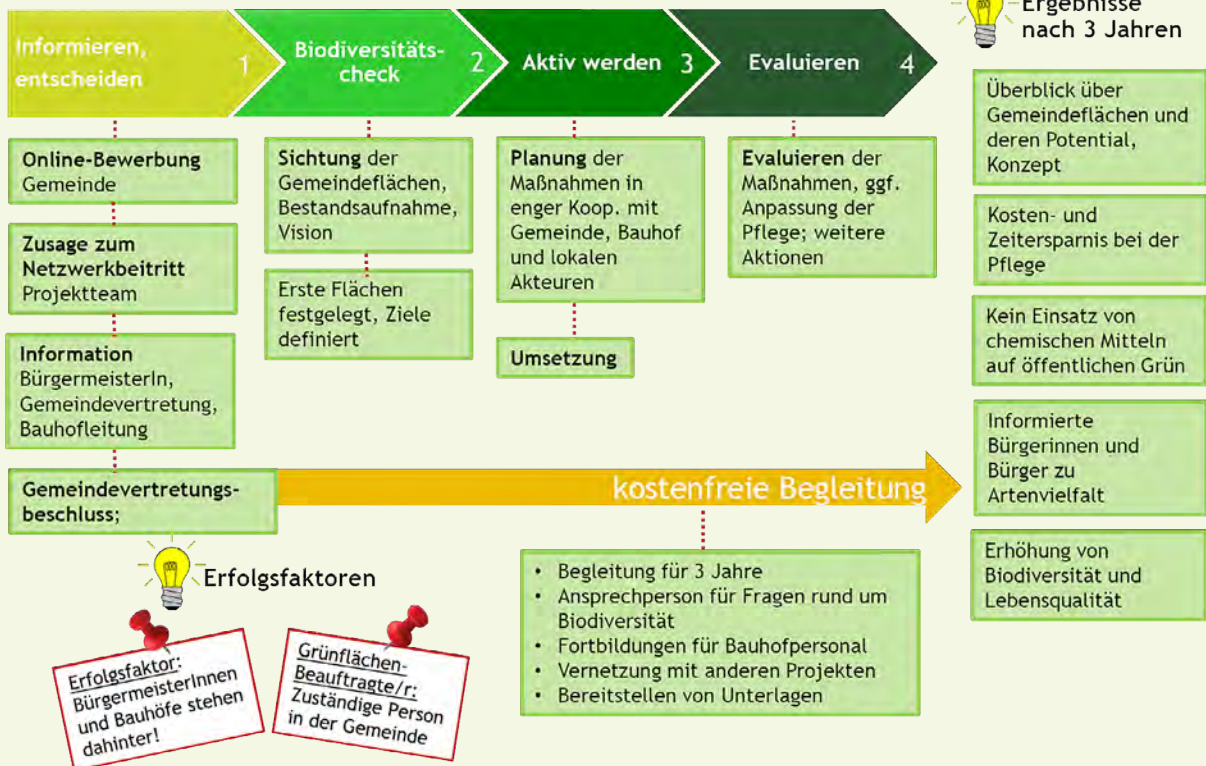 Informieren,
entscheiden
1
Biodiversitäts-
check
2
Aktiv werden
3
Evaluieren
4
Online-Bewerbung
Gemeinde
Zusage zum
Netzwerkbeitritt
Projektteam
Information
BürgermeisterIn,
Gemeindevertretung,
Bauhofleitung
Gemeindevertretungs-
beschluss;
Sichtung der
Gemeindeflächen,
Bestandsaufnahme,
Vision
Erste Flächen
festgelegt, Ziele
definiert
Planung der
Maßnahmen in
enger Koop. mit
Gemeinde, Bauhof
und lokalen
Akteuren
Umsetzung
Evaluieren der
Maßnahmen, ggf.
Anpassung der
Pflege; weitere
Aktionen
kostenfreie Begleitung
• Begleitung für 3 Jahre
• Ansprechperson für Fragen rund um
Biodiversität
• Fortbildungen für Bauhofpersonal
• Vernetzung mit anderen Projekten
• Bereitstellen von Unterlagen
Erfolgsfaktoren
Erfolgsfaktor:
BürgermeisterInnen
und Bauhöfe stehen
dahinter!
Grünflächen-
Beauftragte/r:
Zuständige Person
in der Gemeinde
Ergebnisse
nach 3 Jahren
Überblick über
Gemeindeflächen und
deren Potential,
Konzept
Kosten- und
Zeitersparnis bei der
Pflege
Kein Einsatz von
chemischen Mitteln
auf öffentlichen Grün
Informierte
Bürgerinnen und
Bürger zu
Artenvielfalt
Erhöhung von
Biodiversität und
Lebensqualität